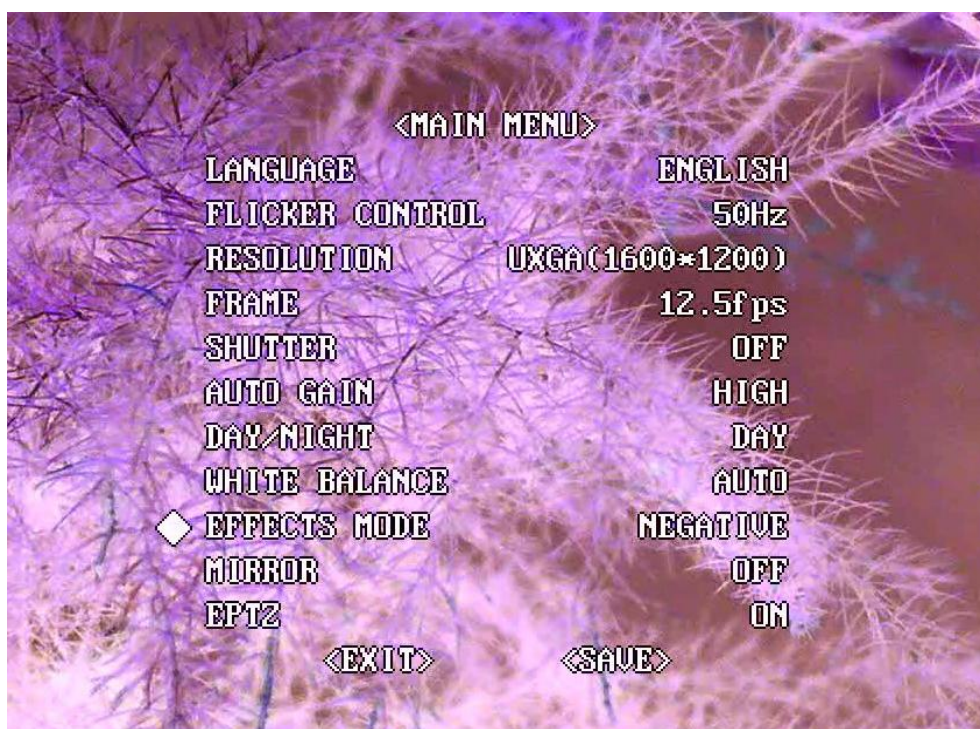 <MAIN MENU>
LANGUAGE ENGLISH
FLICKER CONTROL 50Hz
RESOLUTION UXGA(1600*1200)
FRAME 12.5fps
SHUTTER OFF
AUTO GAIN HIGH
DAY/NIGHT DAY
WHITE BALANCE AUTO
EFFECTS MODE NEGATIVE
MIRROR OFF
EPTZ ON
<EXIT> <SAVE>